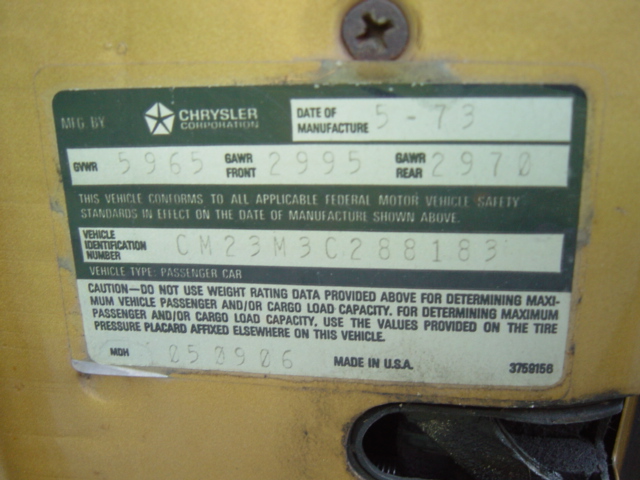 MFG. BY CHRYSLER CORPORATION DATE OF MANUFACTURE 5-73
GVWR 5965 GAWR FRONT 2995 GAWR REAR 2970
THIS VEHICLE CONFORMS TO ALL APPLICABLE FEDERAL MOTOR VEHICLE SAFETY
STANDARDS IN EFFECT ON THE DATE OF MANUFACTURE SHOWN ABOVE.
VEHICLE IDENTIFICATION NUMBER CM23M3C288183
VEHICLE TYPE: PASSENGER CAR
CAUTION—DO NOT USE WEIGHT RATING DATA PROVIDED ABOVE FOR DETERMINING MAXI-
MUM VEHICLE PASSENGER AND/OR CARGO LOAD CAPACITY. FOR DETERMINING MAXIMUM
PASSENGER AND/OR CARGO LOAD CAPACITY, USE THE VALUES PROVIDED ON THE TIRE
PRESSURE PLACARD AFFIXED ELSEWHERE ON THIS VEHICLE.
MDH 050906 MADE IN U.S.A. 3759156